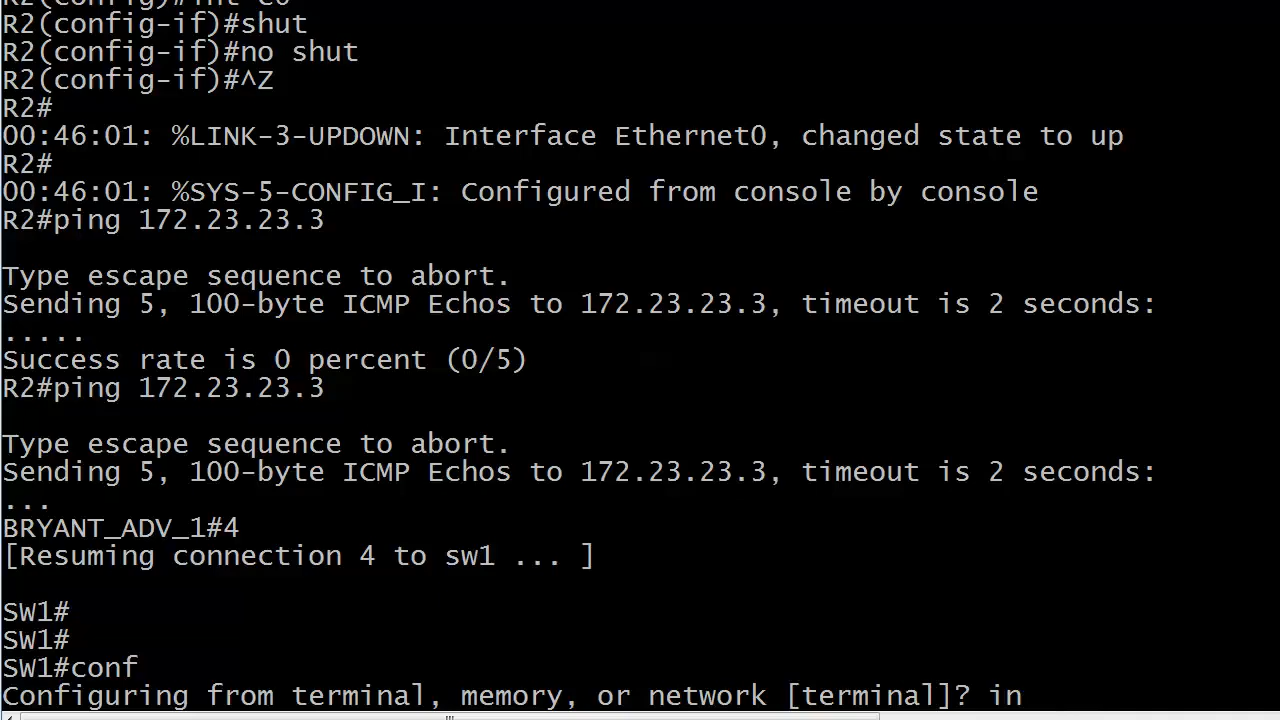 R2(config)#int e0
R2(config-if)#shut
R2(config-if)#no shut
R2(config-if)#^Z
R2#
00:46:01: %LINK-3-UPDOWN: Interface Ethernet0, changed state to up
R2#
00:46:01: %SYS-5-CONFIG_I: Configured from console by console
R2#ping 172.23.23.3
Type escape sequence to abort.
Sending 5, 100-byte ICMP Echos to 172.23.23.3, timeout is 2 seconds:
.....
Success rate is 0 percent (0/5)
R2#ping 172.23.23.3
Type escape sequence to abort.
Sending 5, 100-byte ICMP Echos to 172.23.23.3, timeout is 2 seconds:
...
BRYANT_ADV_1#4
[Resuming connection 4 to sw1 ... ]
SW1#
SW1#
SW1#conf
Configuring from terminal, memory, or network [terminal]? in